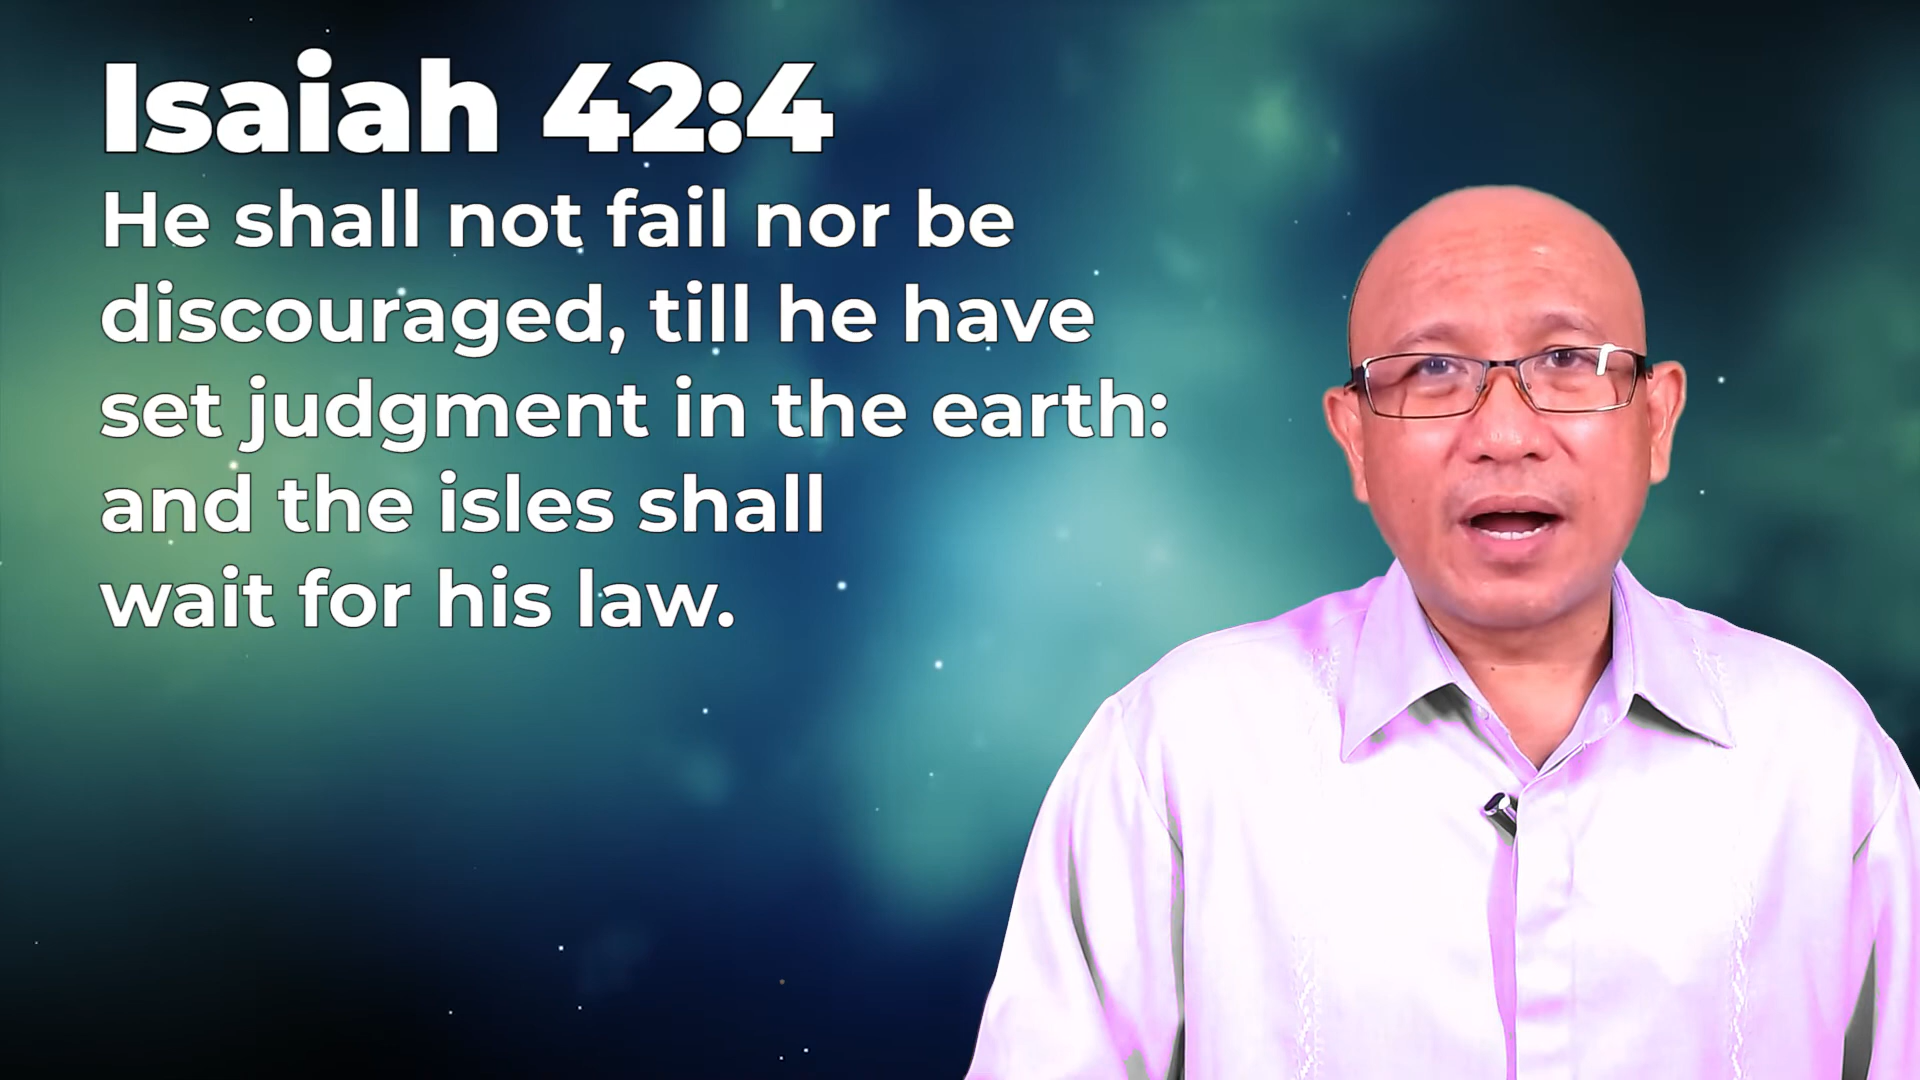 Isaiah 42:4
He shall not fail nor be
discouraged, till he have
set judgment in the earth:
and the isles shall
wait for his law.